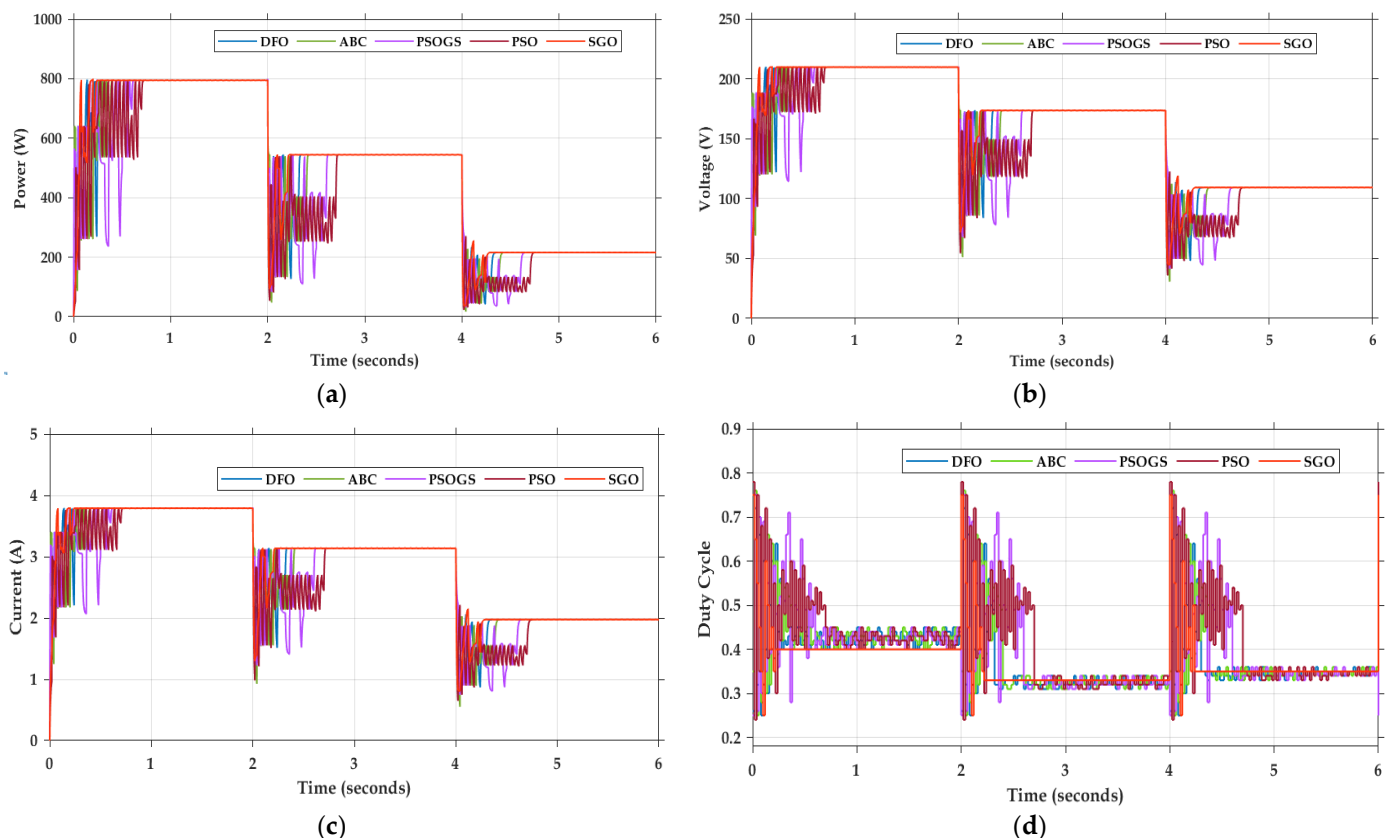 1000
800
600
400
200
0
Power (W)
DFO ABC PSOGS PSO SGO
0 1 2 3 4 5 6
Time (seconds)
(a)
250
200
150
100
50
0
Voltage (V)
DFO ABC PSOGS PSO SGO
0 1 2 3 4 5 6
Time (seconds)
(b)
5
4
3
2
1
0
Current (A)
DFO ABC PSOGS PSO SGO
0 1 2 3 4 5 6
Time (seconds)
(c)
0.9
0.8
0.7
0.6
0.5
0.4
0.3
0.2
Duty Cycle
DFO ABC PSOGS PSO SGO
0 1 2 3 4 5 6
Time (seconds)
(d)